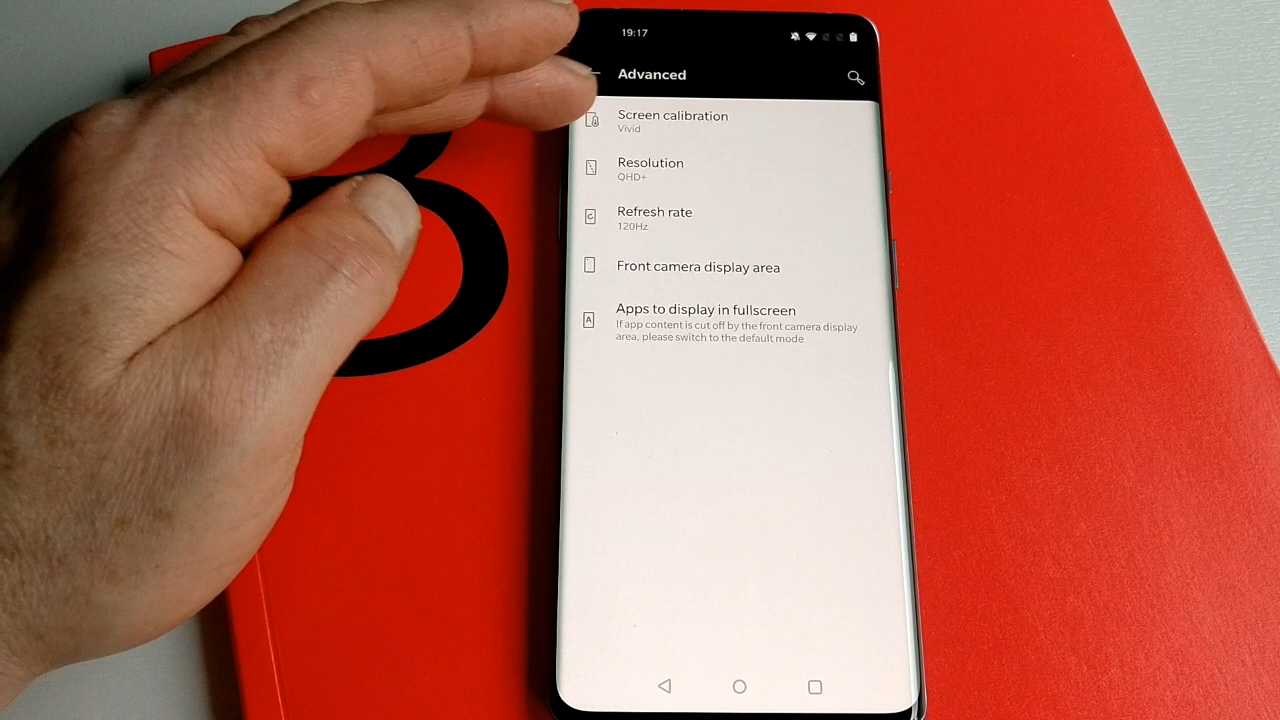 19:17
Advanced
Screen calibration
Vivid
Resolution
QHD+
Refresh rate
120Hz
Front camera display area
Apps to display in fullscreen
If app content is cut off by the front camera display
area, please switch to the default mode
8